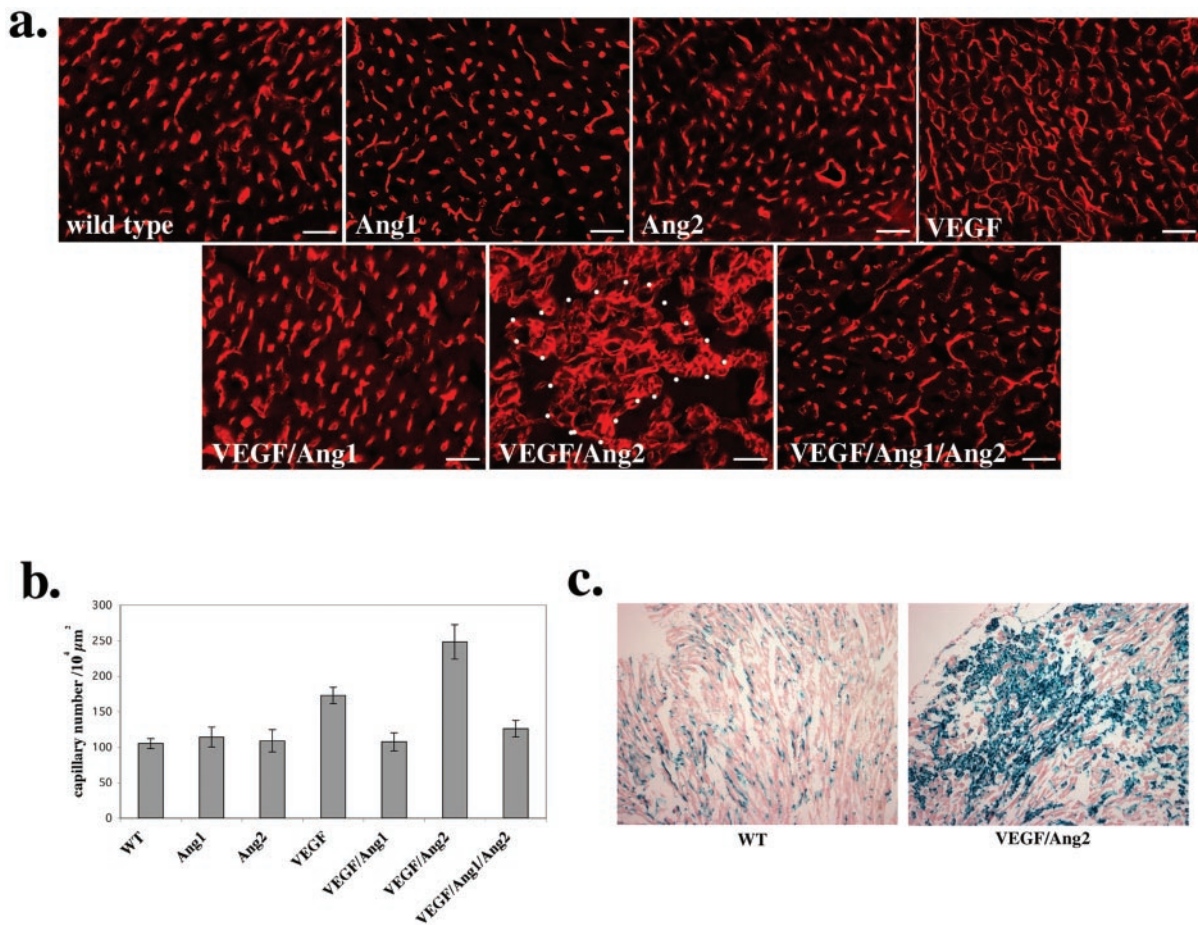 a.
wild type
Ang1
Ang2
VEGF
VEGF/Ang1
VEGF/Ang2
VEGF/Ang1/Ang2
b.
capillary number /10⁴ µm²
300
250
200
150
100
50
0
WT
Ang1
Ang2
VEGF
VEGF/Ang1
VEGF/Ang2
VEGF/Ang1/Ang2
c.
WT
VEGF/Ang2